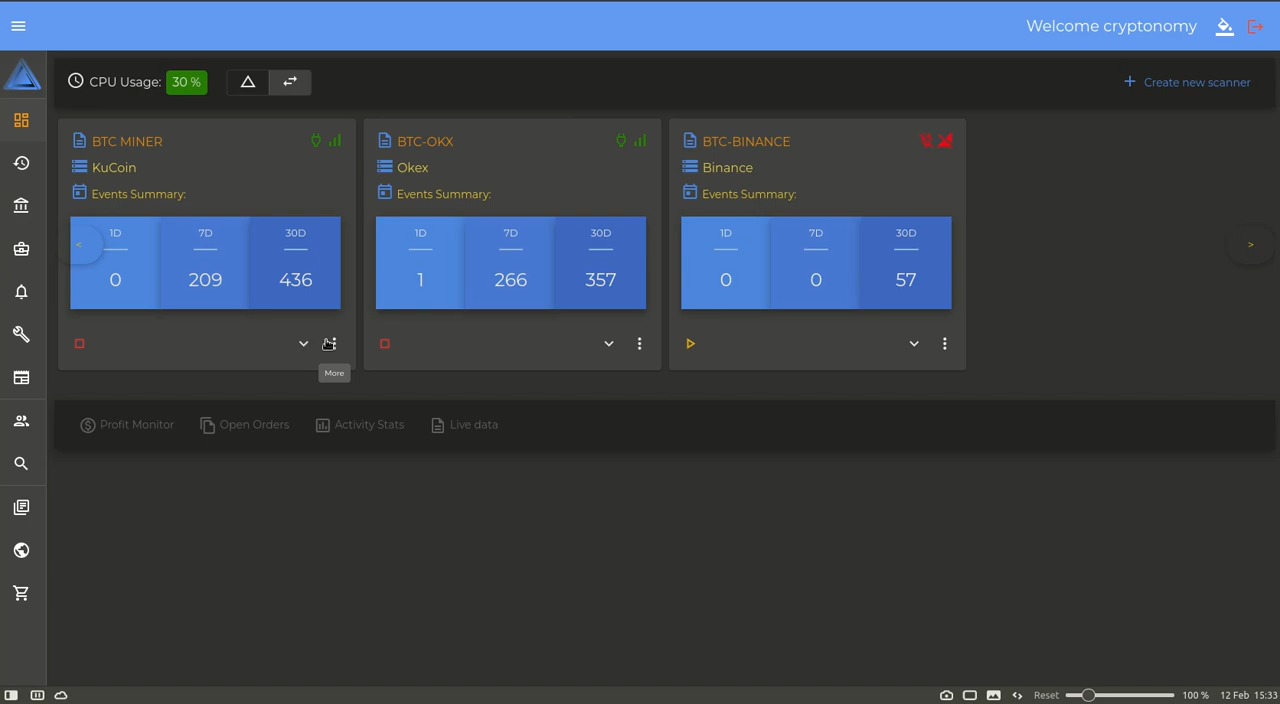 Welcome cryptonomy
CPU Usage: 30 %
Create new scanner
BTC MINER
KuCoin
Events Summary:
1D 7D 30D
0 209 436
BTC-OKX
Okex
Events Summary:
1D 7D 30D
1 266 357
BTC-BINANCE
Binance
Events Summary:
1D 7D 30D
0 0 57
<
>
More
Profit Monitor Open Orders Activity Stats Live data
Reset 100 % 12 Feb 15:33